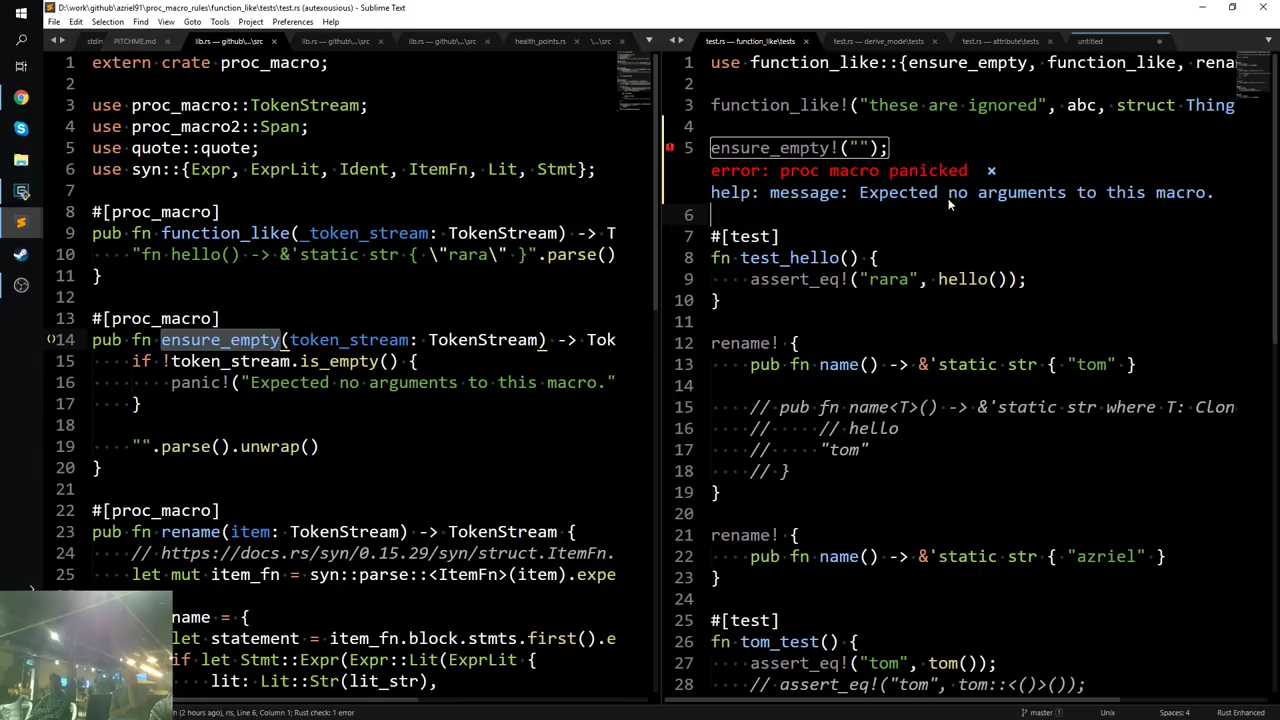 D:\work\github\azriel91\proc_macro_rules\function_like\tests\test.rs (autexousious) - Sublime Text
File Edit Selection Find View Goto Tools Project Preferences Help
stdin PITCHME.md lib.rs — github\...\src lib.rs — github\...\src lib.rs — github\...\src health_points.rs \...\src
1 extern crate proc_macro;
2
3 use proc_macro::TokenStream;
4 use proc_macro2::Span;
5 use quote::quote;
6 use syn::{Expr, ExprLit, Ident, ItemFn, Lit, Stmt};
7
8 #[proc_macro]
9 pub fn function_like(_token_stream: TokenStream) -> T
10 "fn hello() -> &'static str { \"rara\" }".parse()
11 }
12
13 #[proc_macro]
14 pub fn ensure_empty(token_stream: TokenStream) -> Tok
15 if !token_stream.is_empty() {
16 panic!("Expected no arguments to this macro."
17 }
18
19 "".parse().unwrap()
20 }
21
22 #[proc_macro]
23 pub fn rename(item: TokenStream) -> TokenStream {
24 // https://docs.rs/syn/0.15.29/syn/struct.ItemFn.
25 let mut item_fn = syn::parse::<ItemFn>(item).expe
name = {
let statement = item_fn.block.stmts.first().e
if let Stmt::Expr(Expr::Lit(ExprLit {
lit: Lit::Str(lit_str),
test.rs — function_like\tests test.rs — derive_mode\tests test.rs — attribute\tests untitled
1 use function_like::{ensure_empty, function_like, rena
2
3 function_like!("these are ignored", abc, struct Thing
4
5 ensure_empty!("");
error: proc macro panicked ×
help: message: Expected no arguments to this macro.
6
7 #[test]
8 fn test_hello() {
9 assert_eq!("rara", hello());
10 }
11
12 rename! {
13 pub fn name() -> &'static str { "tom" }
14
15 // pub fn name<T>() -> &'static str where T: Clon
16 // // hello
17 // "tom"
18 // }
19 }
20
21 rename! {
22 pub fn name() -> &'static str { "azriel" }
23 }
24
25 #[test]
26 fn tom_test() {
27 assert_eq!("tom", tom());
28 // assert_eq!("tom", tom::<()>());
(2 hours ago), ris, Line 6, Column 1; Rust check: 1 error master 1 Unix Spaces: 4 Rust Enhanced